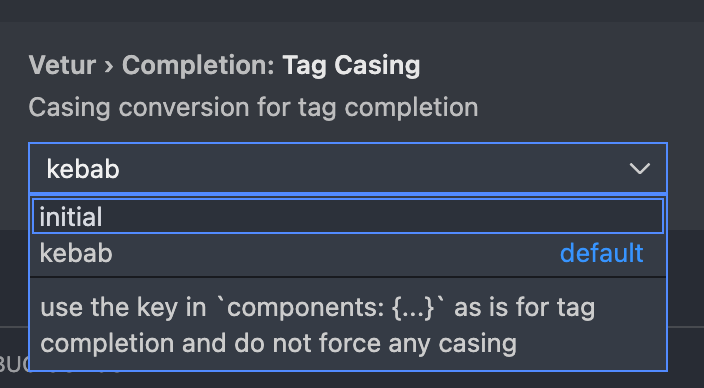 Vetur › Completion: Tag Casing
Casing conversion for tag completion
kebab
initial
kebab default
use the key in `components: {...}` as is for tag
completion and do not force any casing